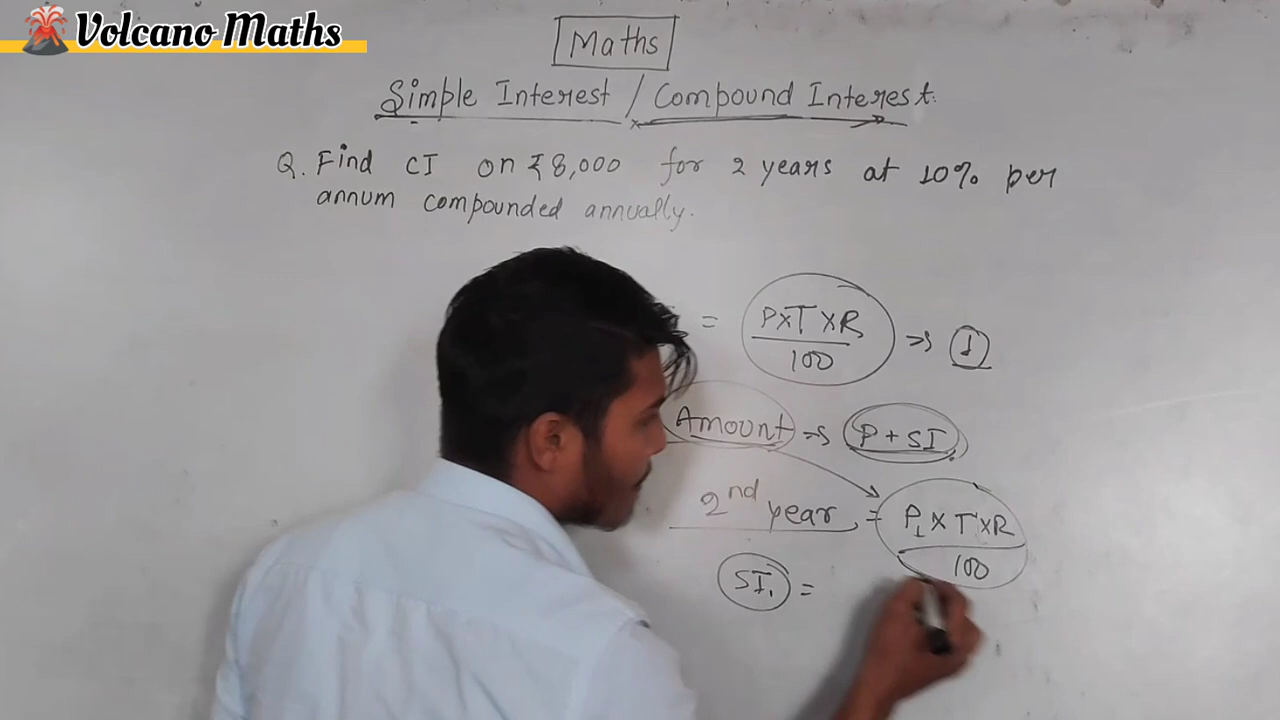 Volcano Maths
Maths
Simple Interest / Compound Interest.
Q. Find CI on ₹8,000 for 2 years at 10% per
annum compounded annually.
= P×T×R
100
⇒ I
Amount ⇒ P + SI
2nd year = P1×T×R
100
SI1 =